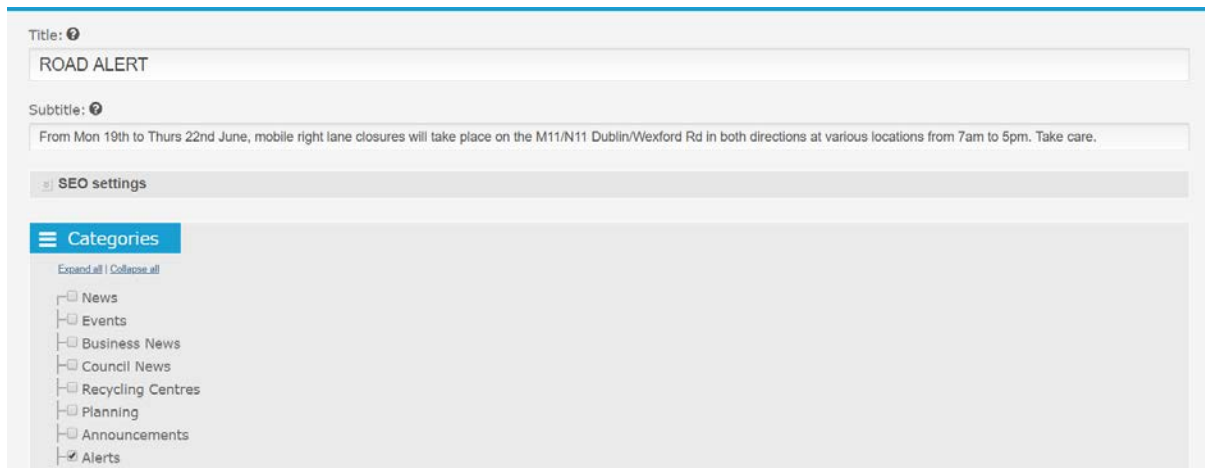 Title:
ROAD ALERT
Subtitle:
From Mon 19th to Thurs 22nd June, mobile right lane closures will take place on the M11/N11 Dublin/Wexford Rd in both directions at various locations from 7am to 5pm. Take care.
SEO settings
Categories
Expand all | Collapse all
News
Events
Business News
Council News
Recycling Centres
Planning
Announcements
Alerts